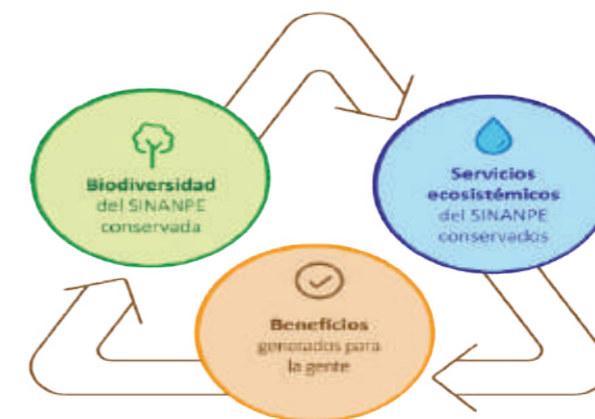 Biodiversidad
del SINANPE
conservada
Servicios
ecosistémicos
del SINANPE
conservados
Beneficios
generados para
la gente